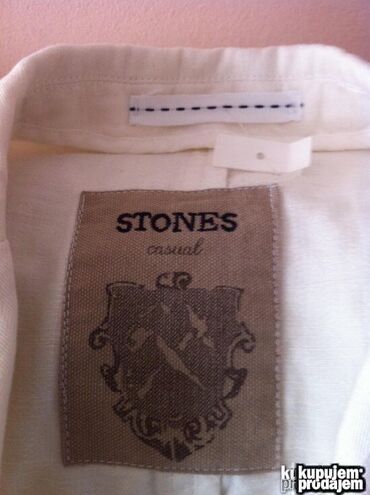 STONES
casual
kupujem
prodajem